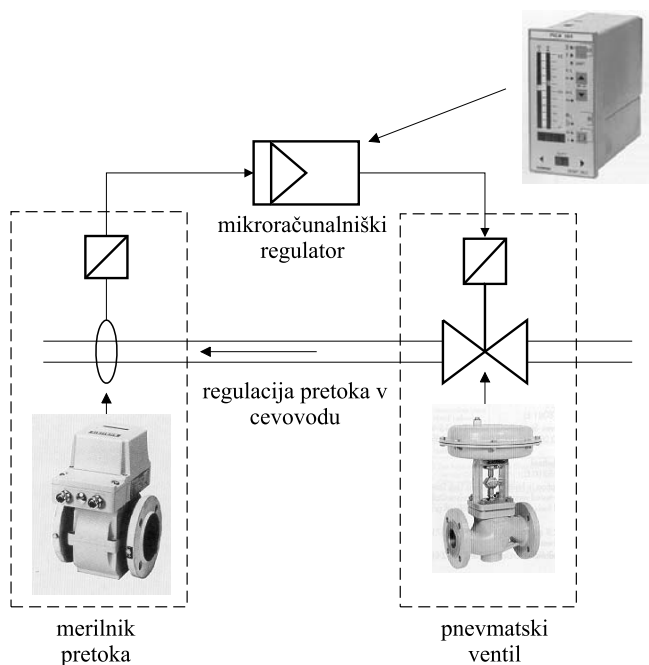 mikroračunalniški
regulator
regulacija pretoka v
cevovodu
merilnik
pretoka
pnevmatski
ventil